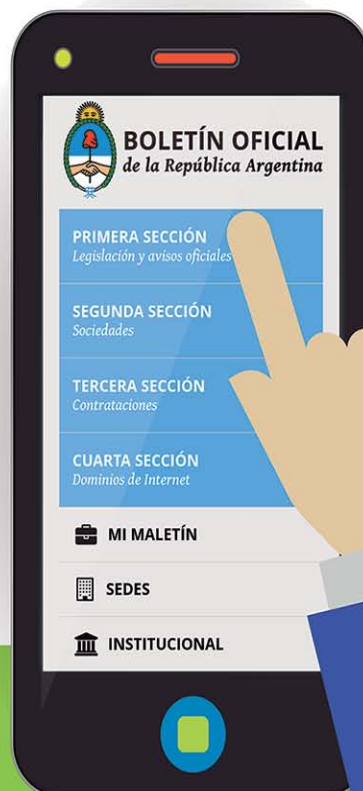 BOLETÍN OFICIAL
de la República Argentina
PRIMERA SECCIÓN
Legislación y avisos oficiales
SEGUNDA SECCIÓN
Sociedades
TERCERA SECCIÓN
Contrataciones
CUARTA SECCIÓN
Dominios de Internet
MI MALETÍN
SEDES
INSTITUCIONAL